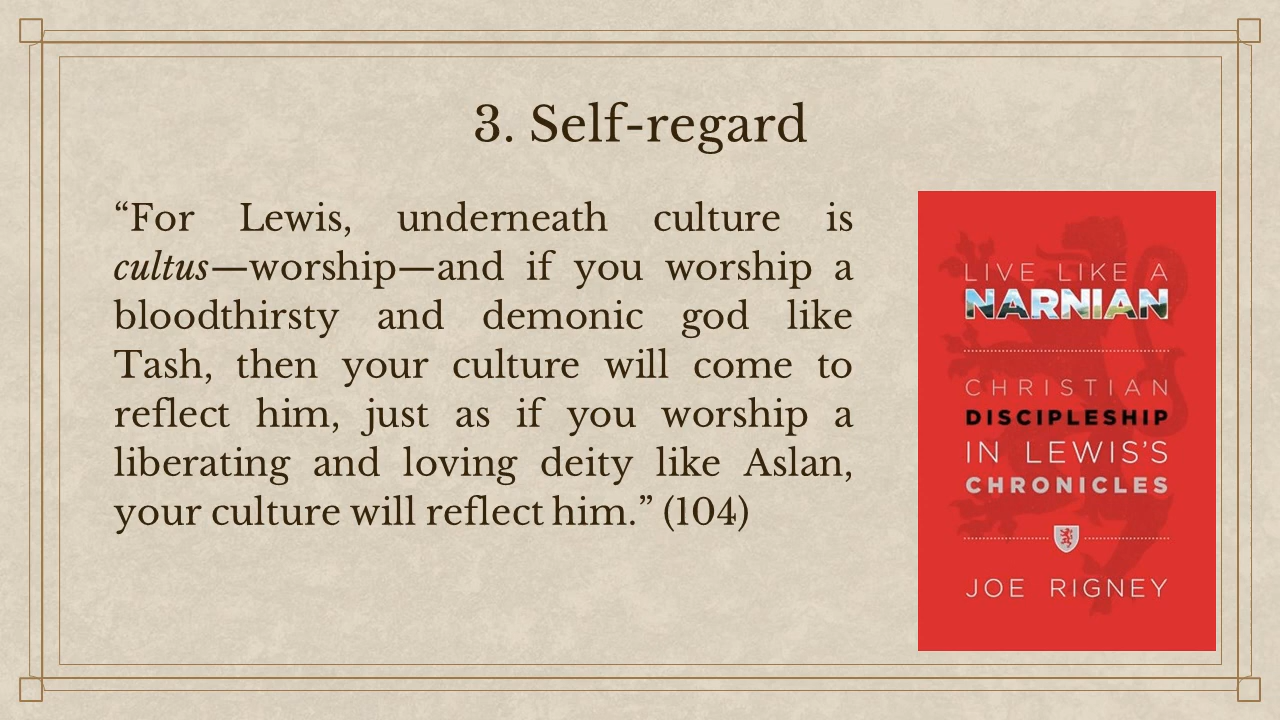 3. Self-regard
“For Lewis, underneath culture is
cultus—worship—and if you worship a
bloodthirsty and demonic god like
Tash, then your culture will come to
reflect him, just as if you worship a
liberating and loving deity like Aslan,
your culture will reflect him.” (104)
LIVE LIKE A
NARNIAN
CHRISTIAN
DISCIPLESHIP
IN LEWIS’S
CHRONICLES
JOE RIGNEY